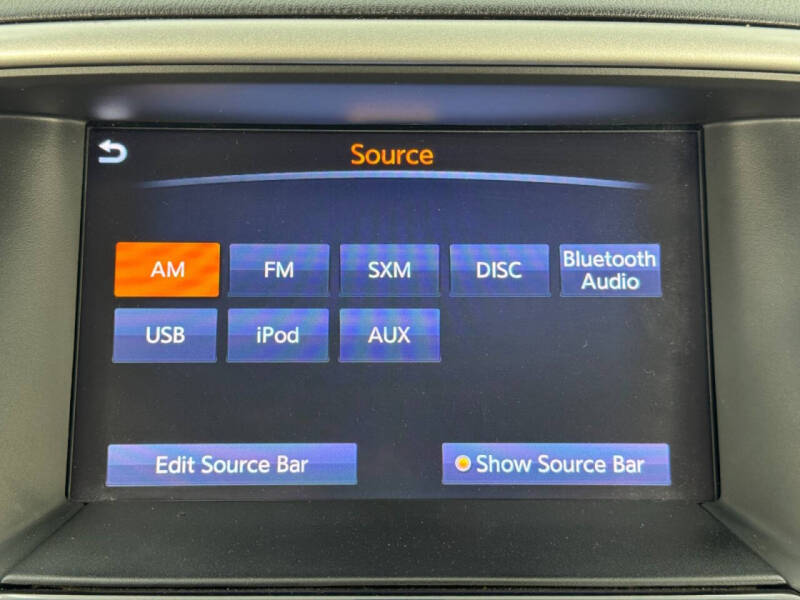 Source
AM FM SXM DISC Bluetooth Audio
USB iPod AUX
Edit Source Bar Show Source Bar